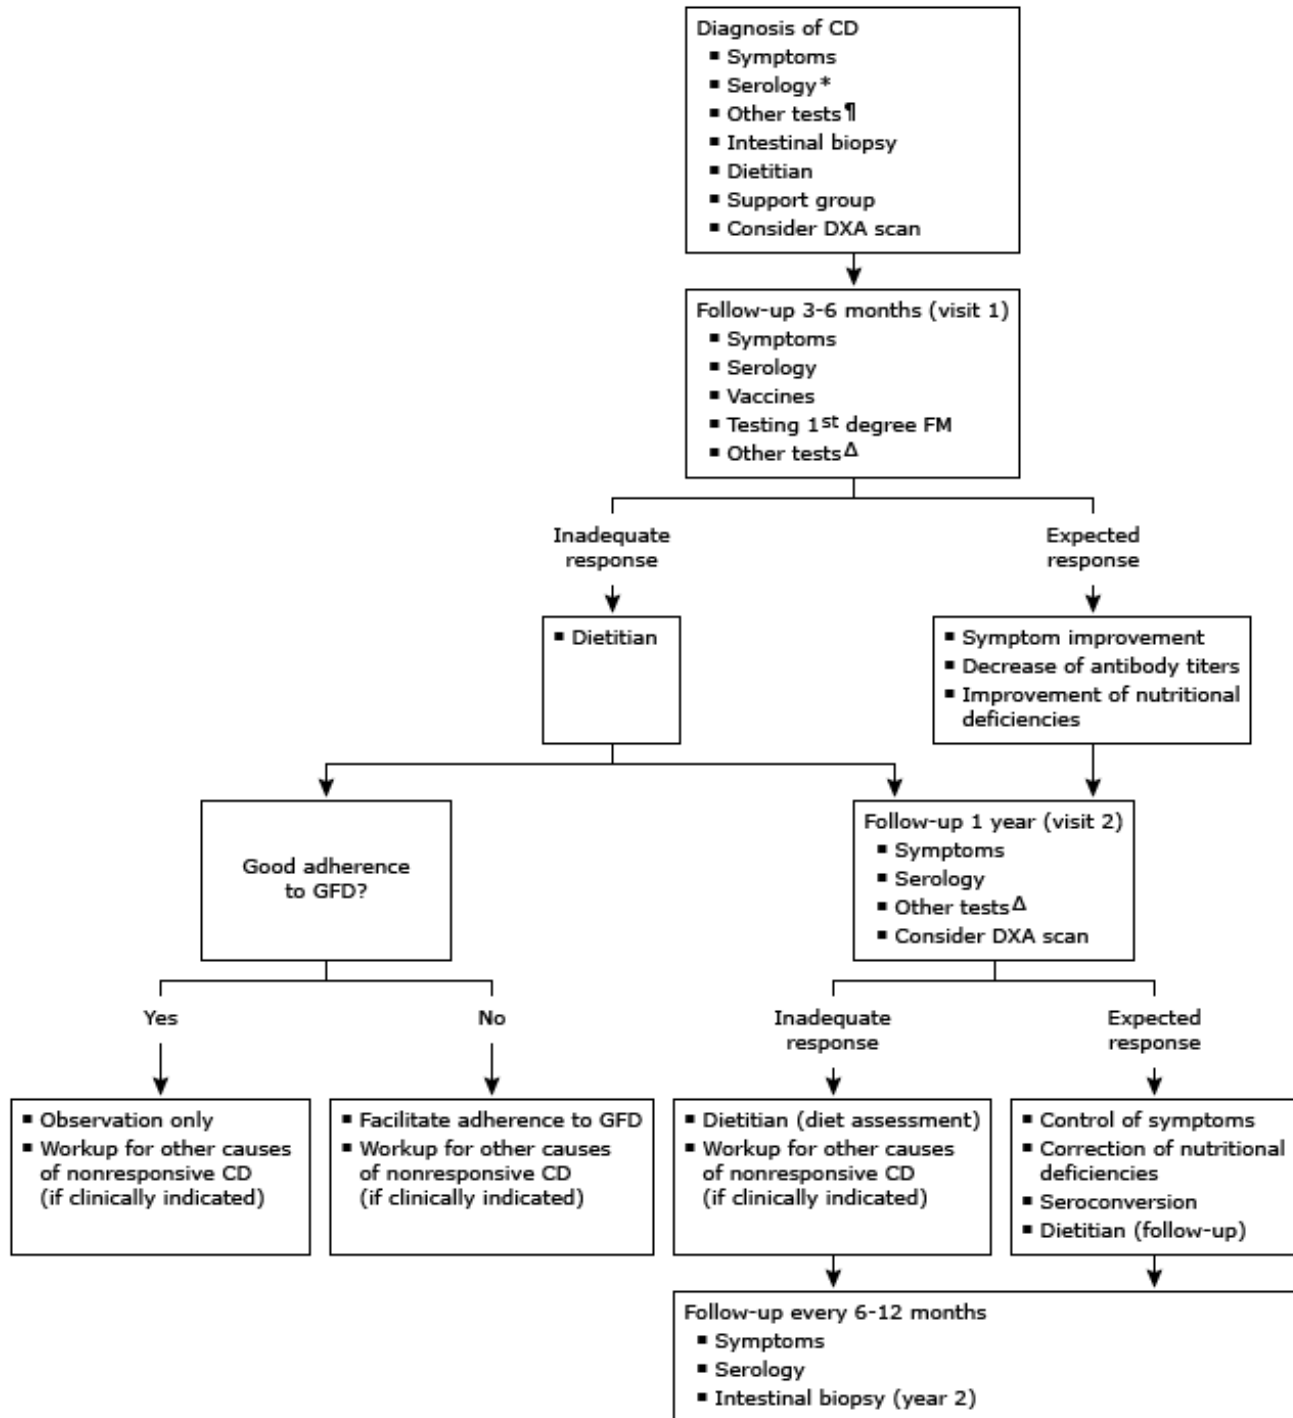 Diagnosis of CD
▪ Symptoms
▪ Serology*
▪ Other tests¶
▪ Intestinal biopsy
▪ Dietitian
▪ Support group
▪ Consider DXA scan
Follow-up 3-6 months (visit 1)
▪ Symptoms
▪ Serology
▪ Vaccines
▪ Testing 1st degree FM
▪ Other testsΔ
Inadequate
response
Expected
response
▪ Dietitian
▪ Symptom improvement
▪ Decrease of antibody titers
▪ Improvement of nutritional
deficiencies
Good adherence
to GFD?
Follow-up 1 year (visit 2)
▪ Symptoms
▪ Serology
▪ Other testsΔ
▪ Consider DXA scan
Yes
No
Inadequate
response
Expected
response
▪ Observation only
▪ Workup for other causes
of nonresponsive CD
(if clinically indicated)
▪ Facilitate adherence to GFD
▪ Workup for other causes
of nonresponsive CD
(if clinically indicated)
▪ Dietitian (diet assessment)
▪ Workup for other causes
of nonresponsive CD
(if clinically indicated)
▪ Control of symptoms
▪ Correction of nutritional
deficiencies
▪ Seroconversion
▪ Dietitian (follow-up)
Follow-up every 6-12 months
▪ Symptoms
▪ Serology
▪ Intestinal biopsy (year 2)